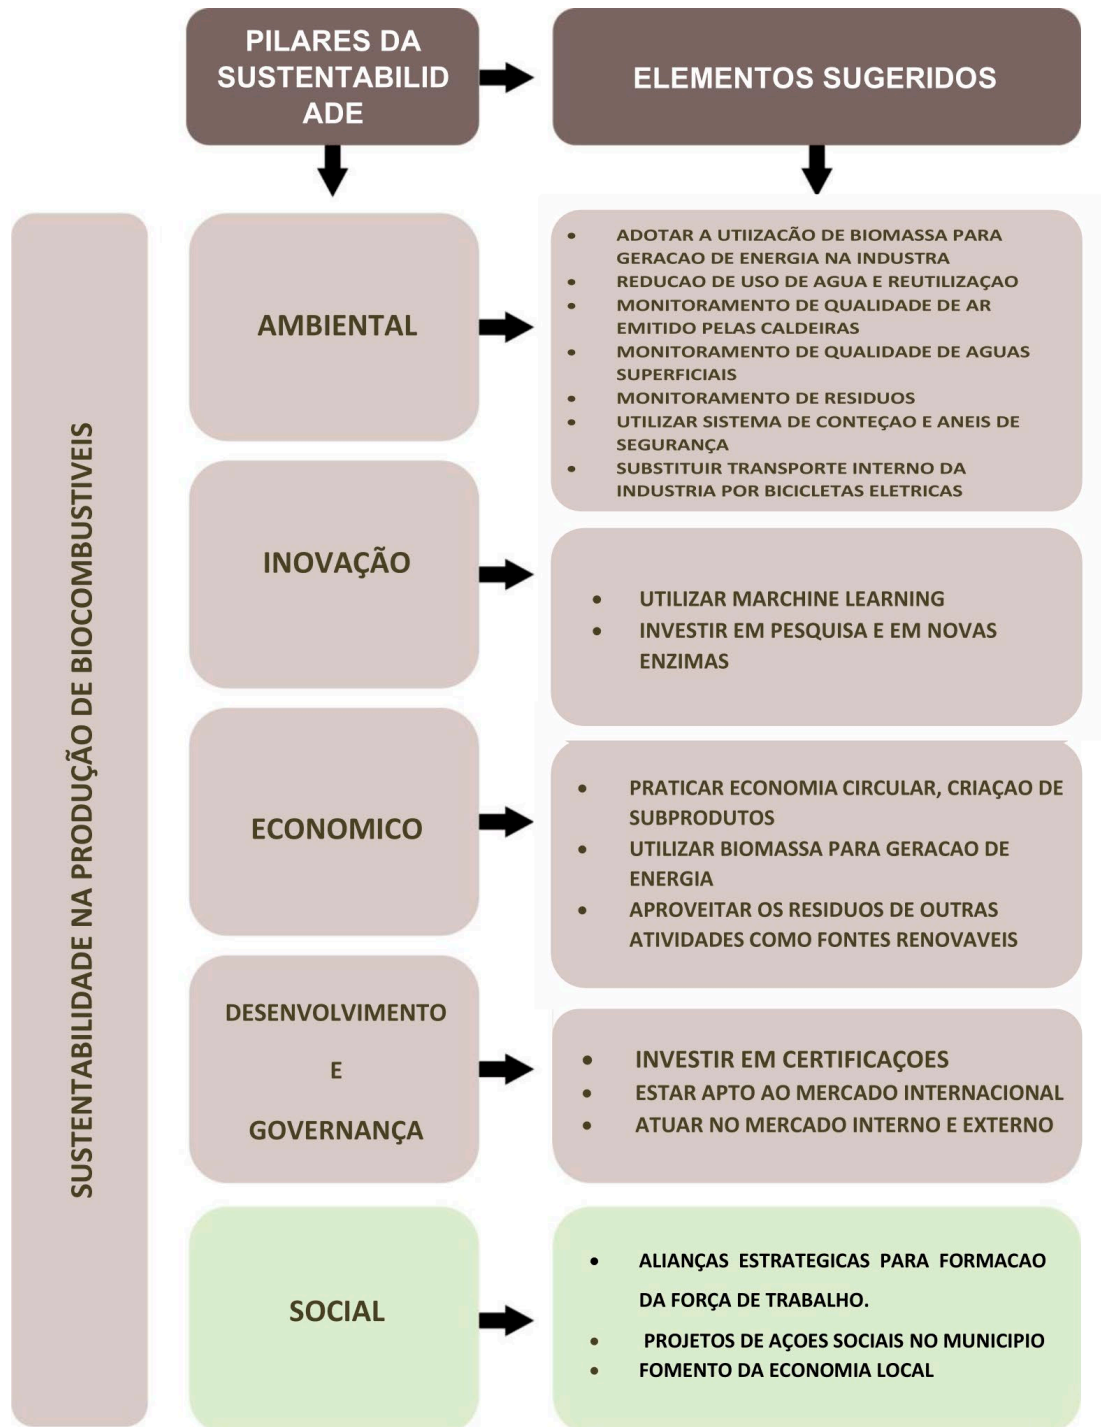 PILARES DA
SUSTENTABILID
ADE
ELEMENTOS SUGERIDOS
SUSTENTABILIDADE NA PRODUÇÃO DE BIOCOMBUSTIVEIS
AMBIENTAL
• ADOTAR A UTIIZACÃO DE BIOMASSA PARA
GERACAO DE ENERGIA NA INDUSTRA
• REDUCAO DE USO DE AGUA E REUTILIZAÇAO
• MONITORAMENTO DE QUALIDADE DE AR
EMITIDO PELAS CALDEIRAS
• MONITORAMENTO DE QUALIDADE DE AGUAS
SUPERFICIAIS
• MONITORAMENTO DE RESIDUOS
• UTILIZAR SISTEMA DE CONTEÇAO E ANEIS DE
SEGURANÇA
• SUBSTITUIR TRANSPORTE INTERNO DA
INDUSTRIA POR BICICLETAS ELETRICAS
INOVAÇÃO
• UTILIZAR MARCHINE LEARNING
• INVESTIR EM PESQUISA E EM NOVAS
ENZIMAS
ECONOMICO
• PRATICAR ECONOMIA CIRCULAR, CRIAÇAO DE
SUBPRODUTOS
• UTILIZAR BIOMASSA PARA GERACAO DE
ENERGIA
• APROVEITAR OS RESIDUOS DE OUTRAS
ATIVIDADES COMO FONTES RENOVAVEIS
DESENVOLVIMENTO
E
GOVERNANÇA
• INVESTIR EM CERTIFICAÇOES
• ESTAR APTO AO MERCADO INTERNACIONAL
• ATUAR NO MERCADO INTERNO E EXTERNO
SOCIAL
• ALIANÇAS ESTRATEGICAS PARA FORMACAO
DA FORÇA DE TRABALHO.
• PROJETOS DE AÇOES SOCIAIS NO MUNICIPIO
• FOMENTO DA ECONOMIA LOCAL